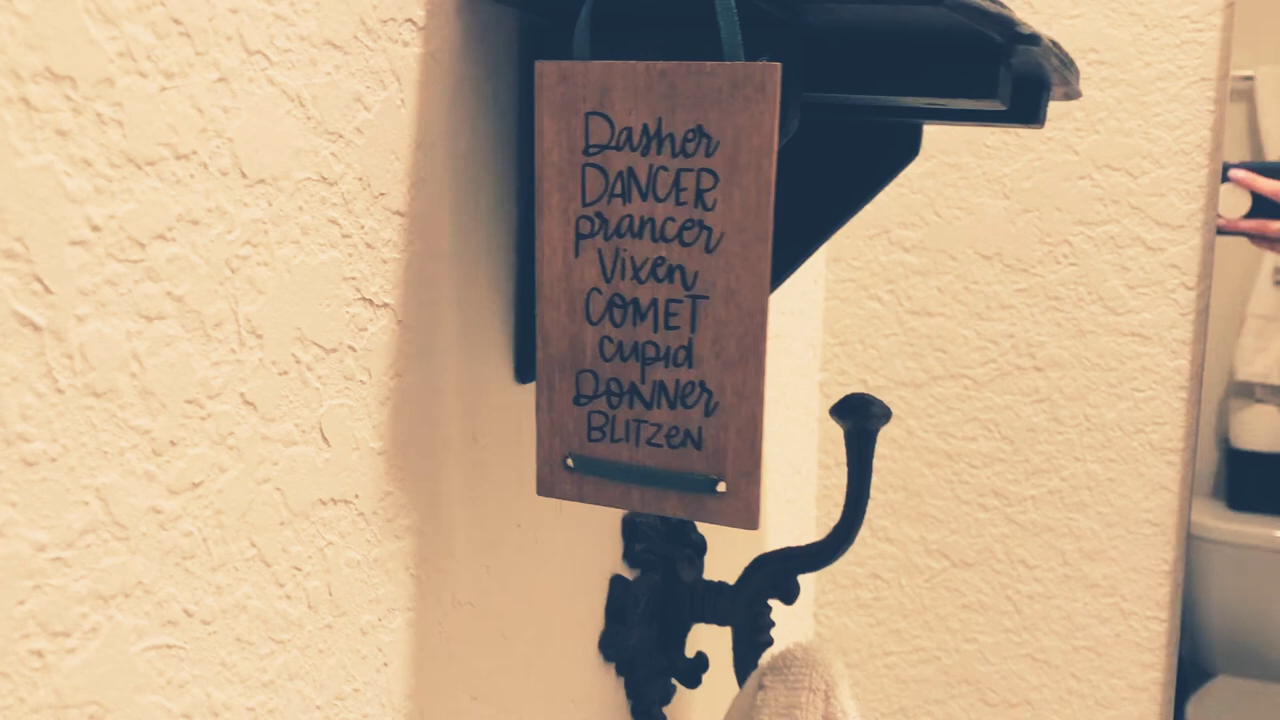 Dasher
DANCER
prancer
Vixen
COMET
cupid
DONNer
BLITZeN